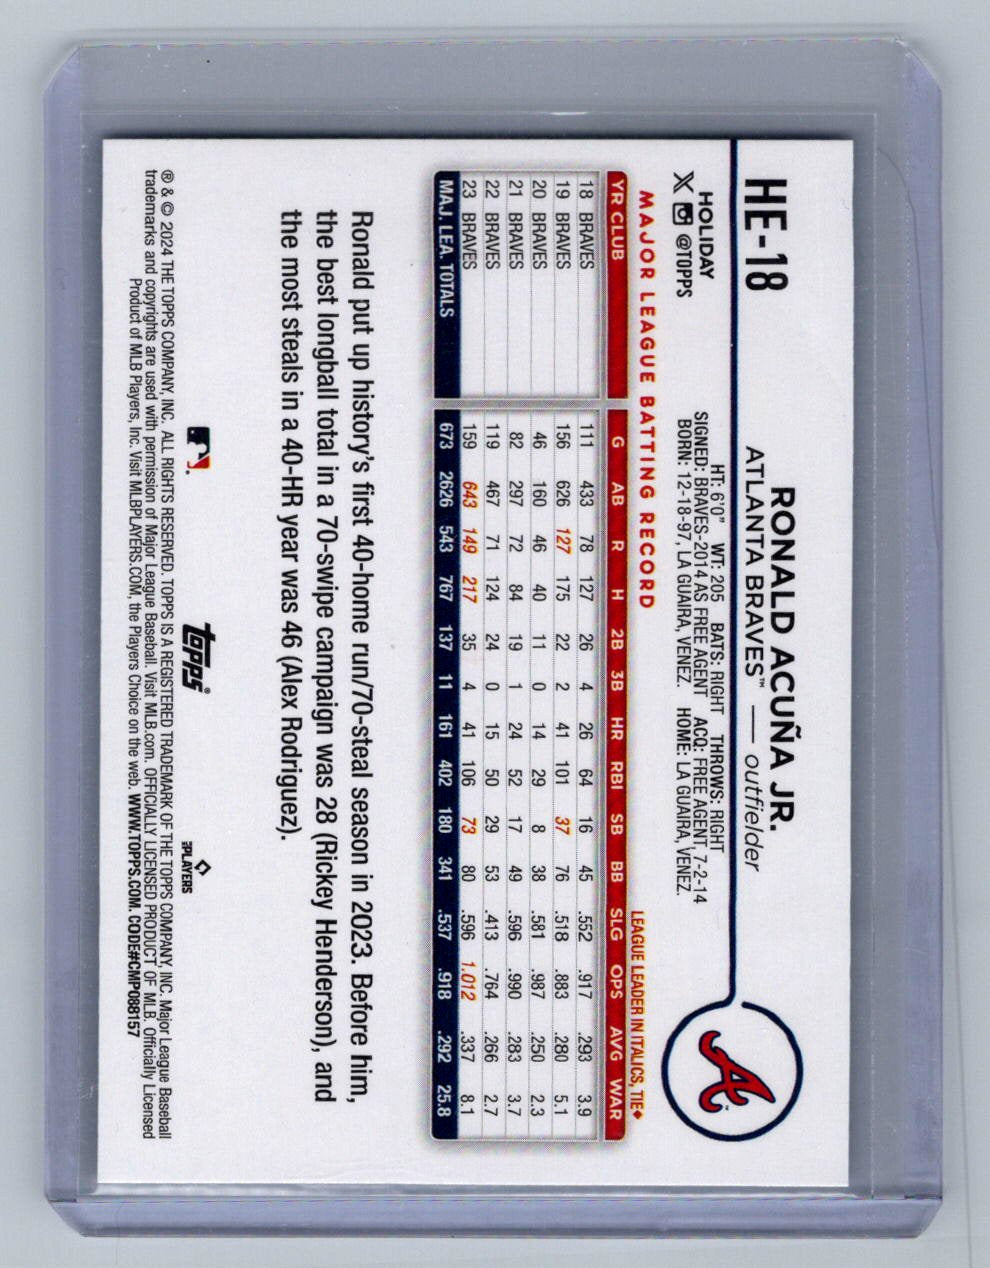 HE-18
RONALD ACUÑA JR.
ATLANTA BRAVES™ — outfielder
HOLIDAY
@TOPPS
HT: 6'0" WT: 205 BATS: RIGHT THROWS: RIGHT
SIGNED: BRAVES-2014 AS FREE AGENT ACQ: FREE AGENT, 7-2-14
BORN: 12-18-97, LA GUAIRA, VENEZ. HOME: LA GUAIRA, VENEZ.
A
MAJOR LEAGUE BATTING RECORD
LEAGUE LEADER IN ITALICS, TIE◆
YR CLUB G AB R H 2B 3B HR RBI SB BB SLG OPS AVG WAR
18 BRAVES 111 433 78 127 26 4 26 64 16 45 .552 .917 .293 3.9
19 BRAVES 156 626 127 175 22 2 41 101 37 76 .518 .883 .280 5.1
20 BRAVES 46 160 46 40 11 0 14 29 8 38 .581 .987 .250 2.3
21 BRAVES 82 297 72 84 19 1 24 52 17 49 .596 .990 .283 3.7
22 BRAVES 119 467 71 124 24 0 15 50 29 53 .413 .764 .266 2.7
23 BRAVES 159 643 149 217 35 4 41 106 73 80 .596 1.012 .337 8.1
MAJ. LEA. TOTALS 673 2626 543 767 137 11 161 402 180 341 .537 .918 .292 25.8
Ronald put up history's first 40-home run/70-steal season in 2023. Before him,
the best longball total in a 70-swipe campaign was 28 (Rickey Henderson), and
the most steals in a 40-HR year was 46 (Alex Rodriguez).
topps®
PLAYERS
® & © 2024 THE TOPPS COMPANY, INC. ALL RIGHTS RESERVED. TOPPS IS A REGISTERED TRADEMARK OF THE TOPPS COMPANY, INC. Major League Baseball
trademarks and copyrights are used with permission of Major League Baseball. Visit MLB.com. OFFICIALLY LICENSED PRODUCT OF MLB. Officially Licensed
Product of MLB Players, Inc. Visit MLBPLAYERS.COM, the Players Choice on the web. WWW.TOPPS.COM. CODE#CMP088157